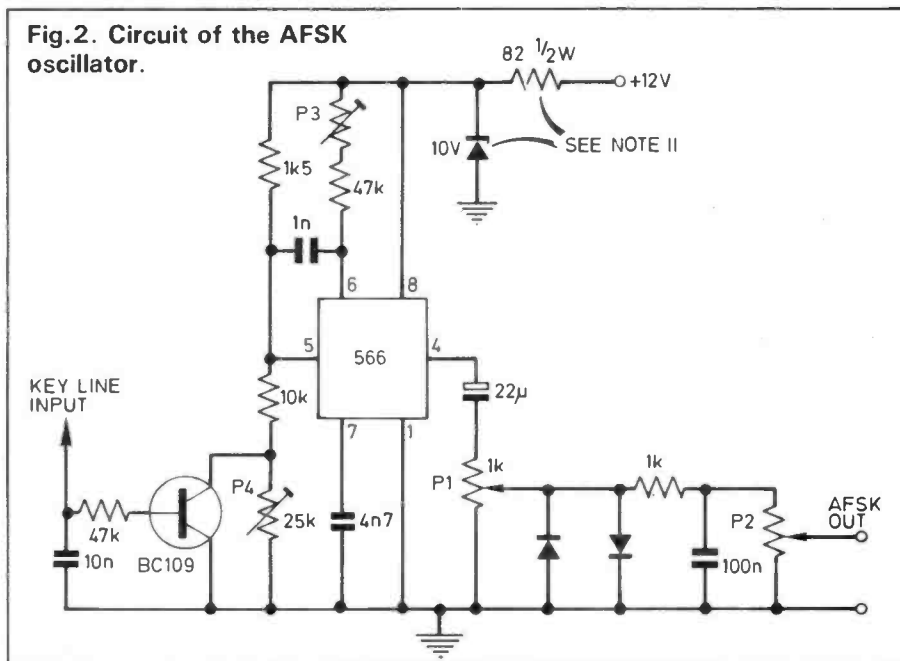 Fig.2. Circuit of the AFSK
oscillator.
82 1/2W
+12V
P3
10V
SEE NOTE II
1k5
47k
1n
6
8
5
566
4
KEY LINE
INPUT
10k
22µ
7
1
1k
1k
P1
P4
P2
AFSK
OUT
47k
25k
4n7
100n
10n
BC109